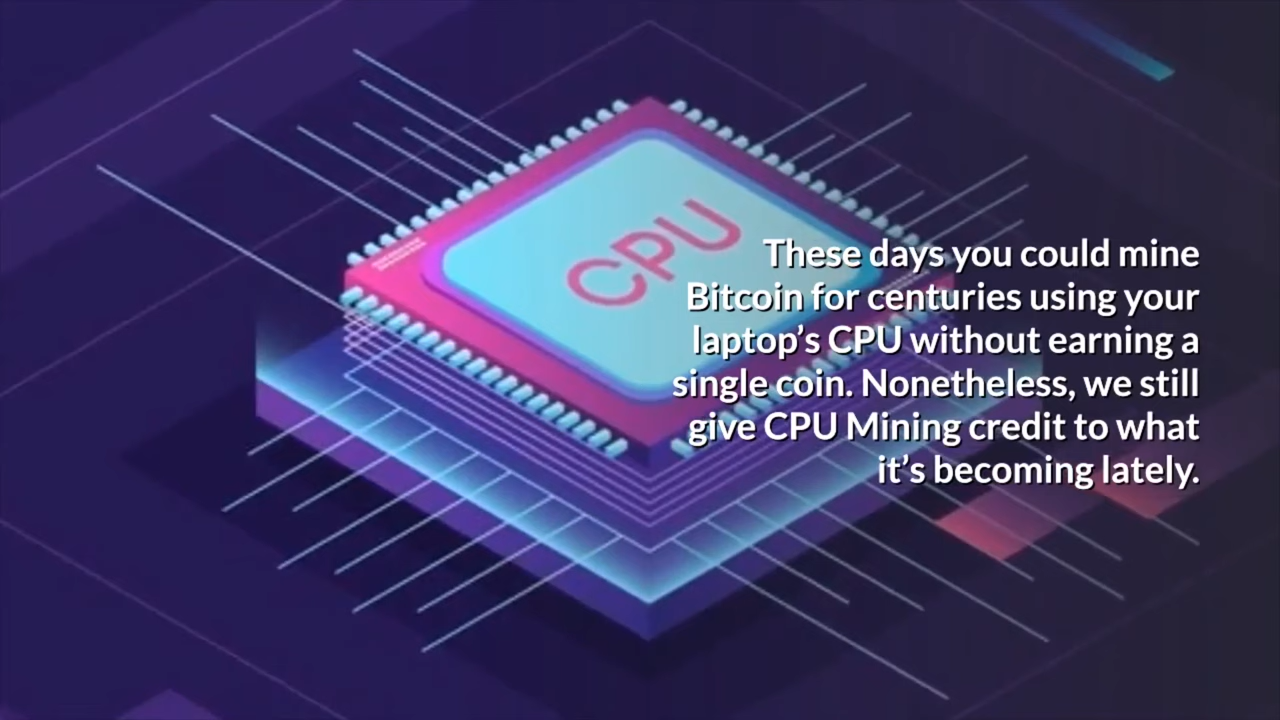 CPU
These days you could mine
Bitcoin for centuries using your
laptop’s CPU without earning a
single coin. Nonetheless, we still
give CPU Mining credit to what
it’s becoming lately.